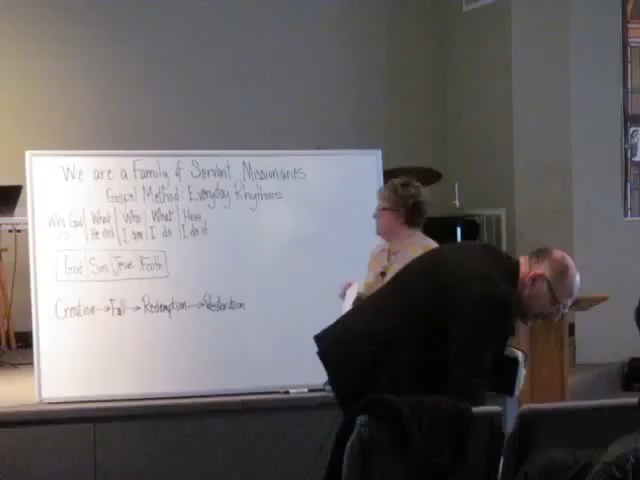 We are a Family of Servant Missionaries
Gospel Method: Everyday Rhythms
Who God | What | Who | What | How
is | He did | I am | I do | I do it
God Sin Jesus Faith
Creation→Fall→Redemption→Restoration